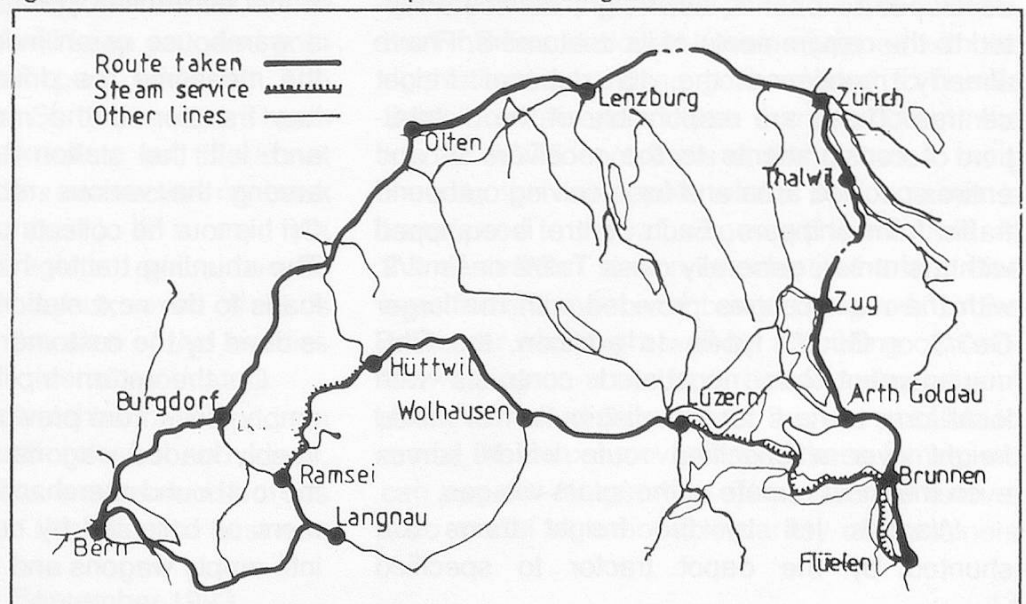 Route taken
Steam service
Other lines
Lenzburg
Zürich
Olten
Thalwil
Zug
Hüttwil
Burgdorf
Wolhausen
Luzern
Arth Goldau
Ramsei
Brunnen
Langnau
Bern
Flüelen